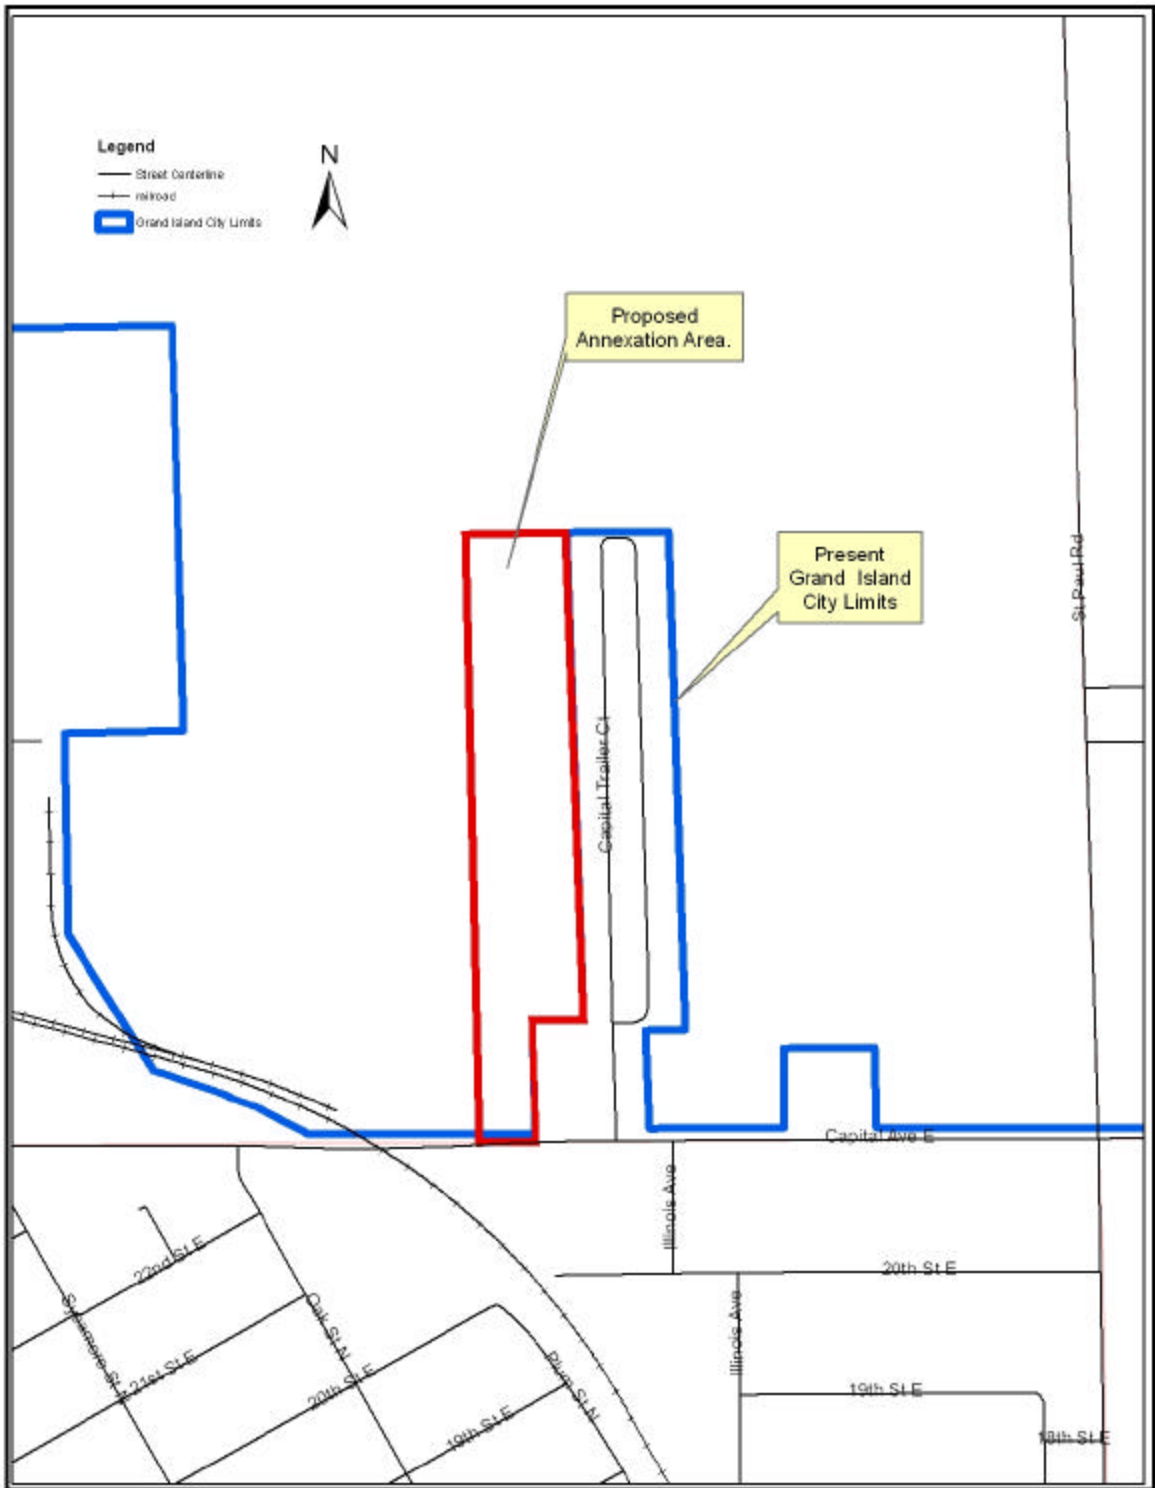 Legend
N
Street Centerline
railroad
Grand Island City Limits
Proposed
Annexation Area.
Present
Grand Island
City Limits
St Paul Rd
Capital Trailer Ct
Capital Ave E
Illinois Ave
22nd St E
20th St E
Sycamore St N
Oak St N
Illinois Ave
21st St E
20th St E
Plum St N
19th St E
19th St E
18th St E